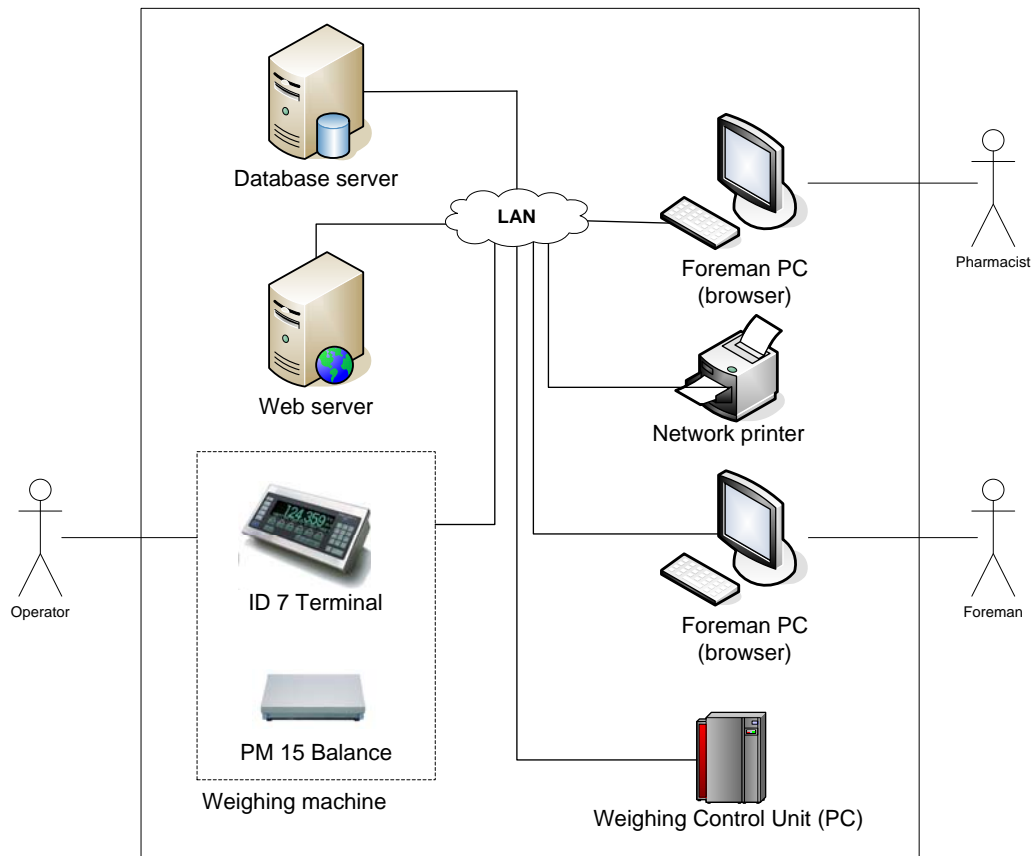 Database server
LAN
Foreman PC
(browser)
Pharmacist
Web server
Network printer
124.359
ID 7 Terminal
Operator
Foreman PC
(browser)
Foreman
PM 15 Balance
Weighing machine
Weighing Control Unit (PC)